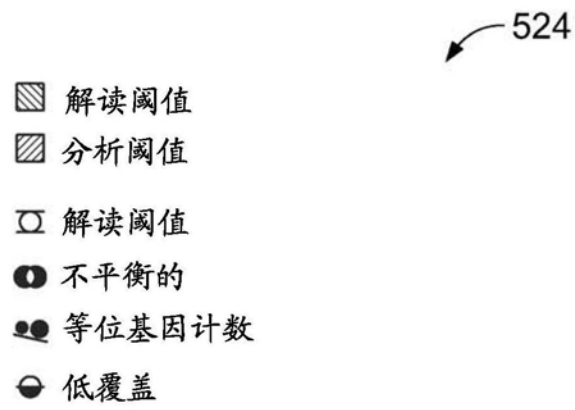 524
解读阈值
分析阈值
解读阈值
不平衡的
等位基因计数
低覆盖